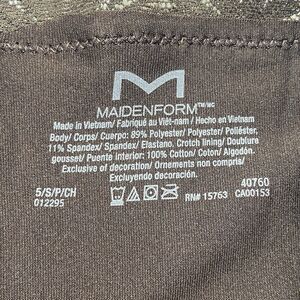 M
MAIDENFORM™/MC
Made in Vietnam/ Fabriqué au Viêt-nam/ Hecho en Vietnam
Body/ Corps/ Cuerpo: 89% Polyester/ Polyester/ Poliéster,
11% Spandex/ Spandex/ Elastano. Crotch lining/ Doublure
gousset/ Puente interior: 100% Cotton/ Coton/ Algodón.
Exclusive of decoration/ Ornements non compris/
Excluyendo decoración.
5/S/P/CH 40760
012295 RN# 15763 CA00153